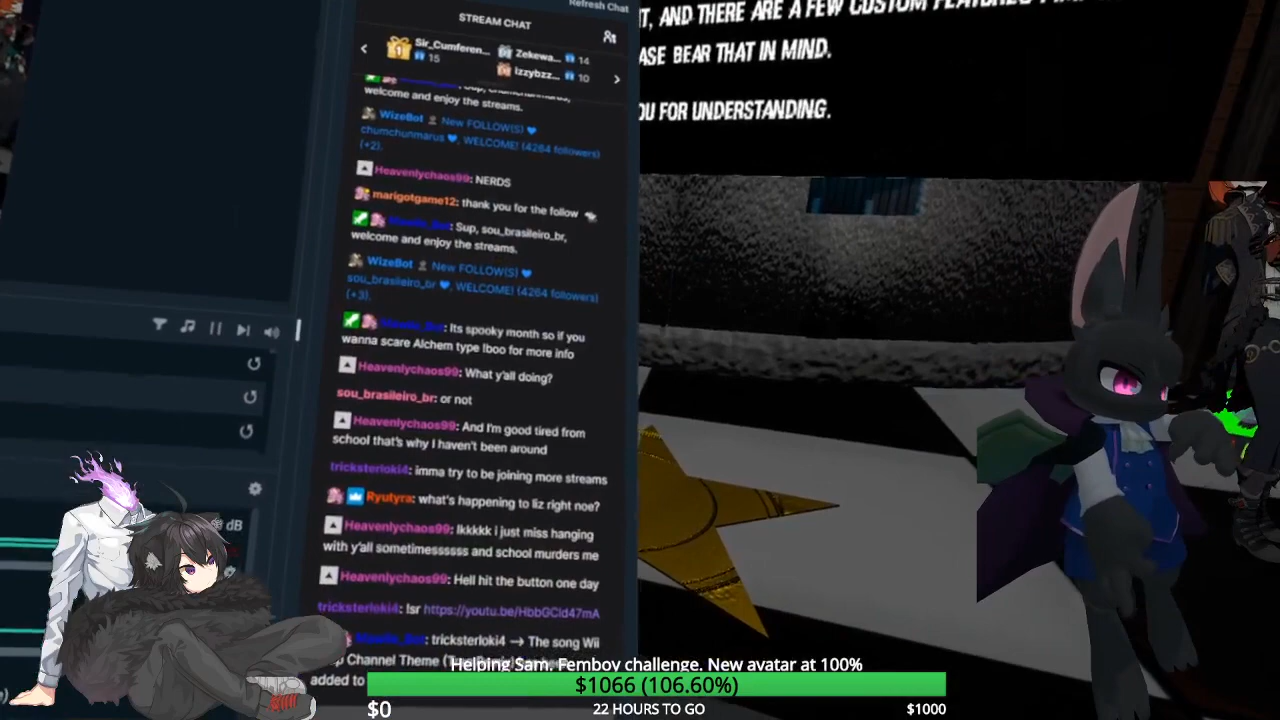 Refresh Chat
STREAM CHAT
Sir_Cumferen...
15
Zekewa... 14
Izzybzz... 10
welcome and enjoy the streams.
WizeBot New FOLLOW(S)
chumchunmarus , WELCOME! (4264 followers)
(+2).
Heavenlychaos99: NERDS
marigotgame12: thank you for the follow
: Sup, sou_brasileiro_br,
welcome and enjoy the streams.
WizeBot New FOLLOW(S)
sou_brasileiro_br , WELCOME! (4264 followers)
(+3).
: Its spooky month so if you
wanna scare Alchem type !boo for more info
Heavenlychaos99: What y'all doing?
sou_brasileiro_br: or not
Heavenlychaos99: And I'm good tired from
school that's why I haven't been around
tricksterloki4: imma try to be joining more streams
Ryutyra: what's happening to liz right noe?
Heavenlychaos99: Ikkkkk i just miss hanging
with y'all sometimessssss and school murders me
Heavenlychaos99: Hell hit the button one day
tricksterloki4: !sr https://youtu.be/HbbGCld47mA
: tricksterloki4 → The song Wii
p Channel Theme
added to
dB
, AND THERE ARE A FEW CUSTOM FEATURES
ASE BEAR THAT IN MIND.
OU FOR UNDERSTANDING.
Helping Sam. Femboy challenge. New avatar at 100%
$1066 (106.60%)
$0
22 HOURS TO GO
$1000